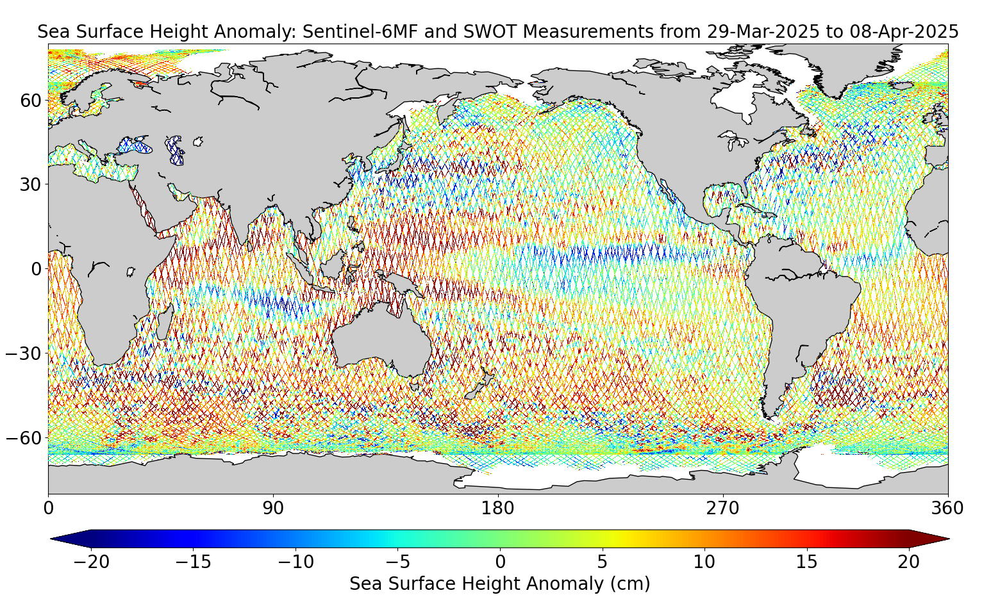 Sea Surface Height Anomaly: Sentinel-6MF and SWOT Measurements from 29-Mar-2025 to 08-Apr-2025
60
30
0
−30
−60
0 90 180 270 360
−20 −15 −10 −5 0 5 10 15 20
Sea Surface Height Anomaly (cm)